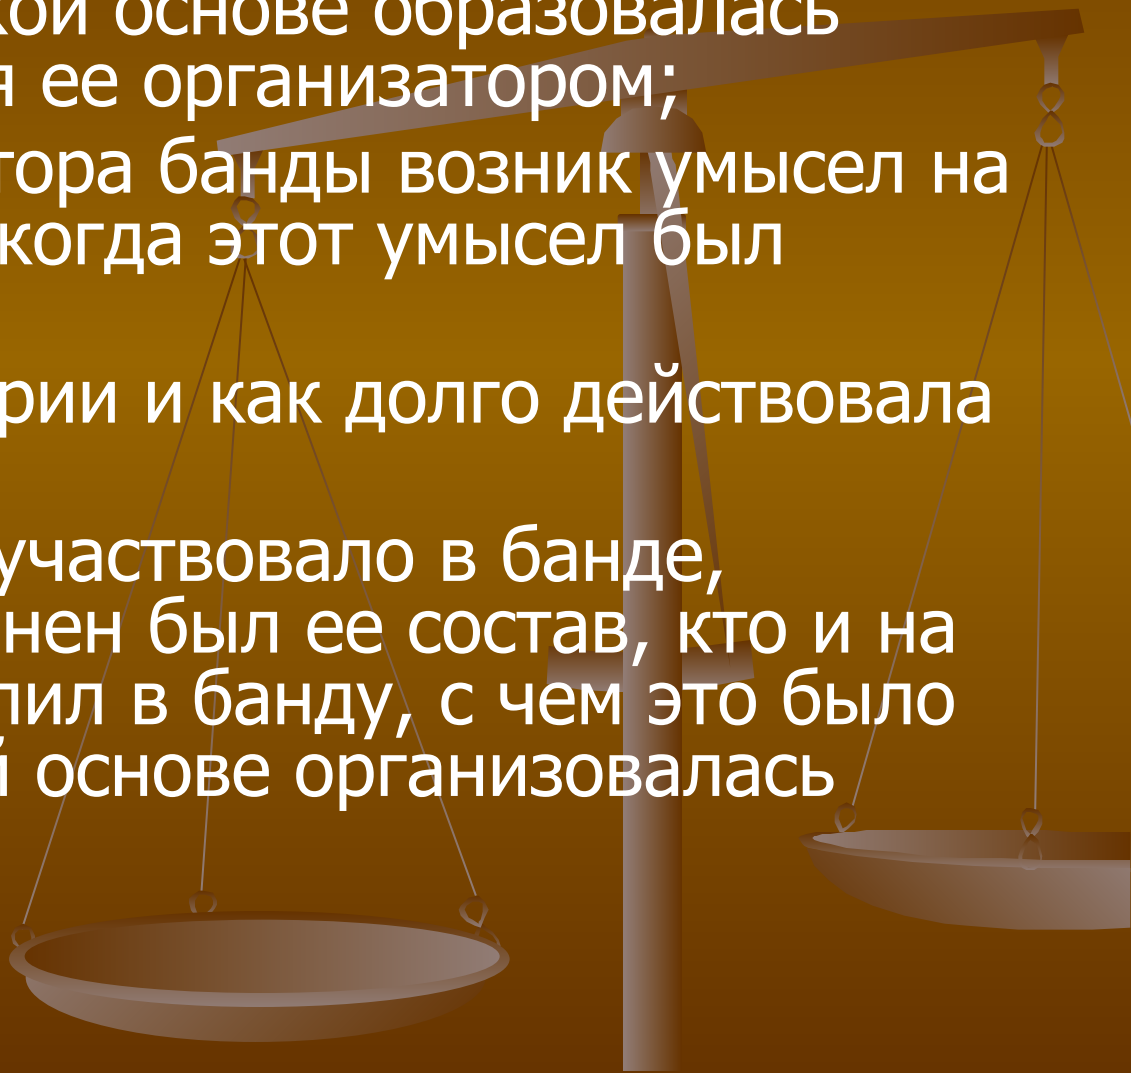 кой основе образовалась
я ее организатором;
тора банды возник умысел на
когда этот умысел был
рии и как долго действовала
участвовало в банде,
нен был ее состав, кто и на
пил в банду, с чем это было
й основе организовалась